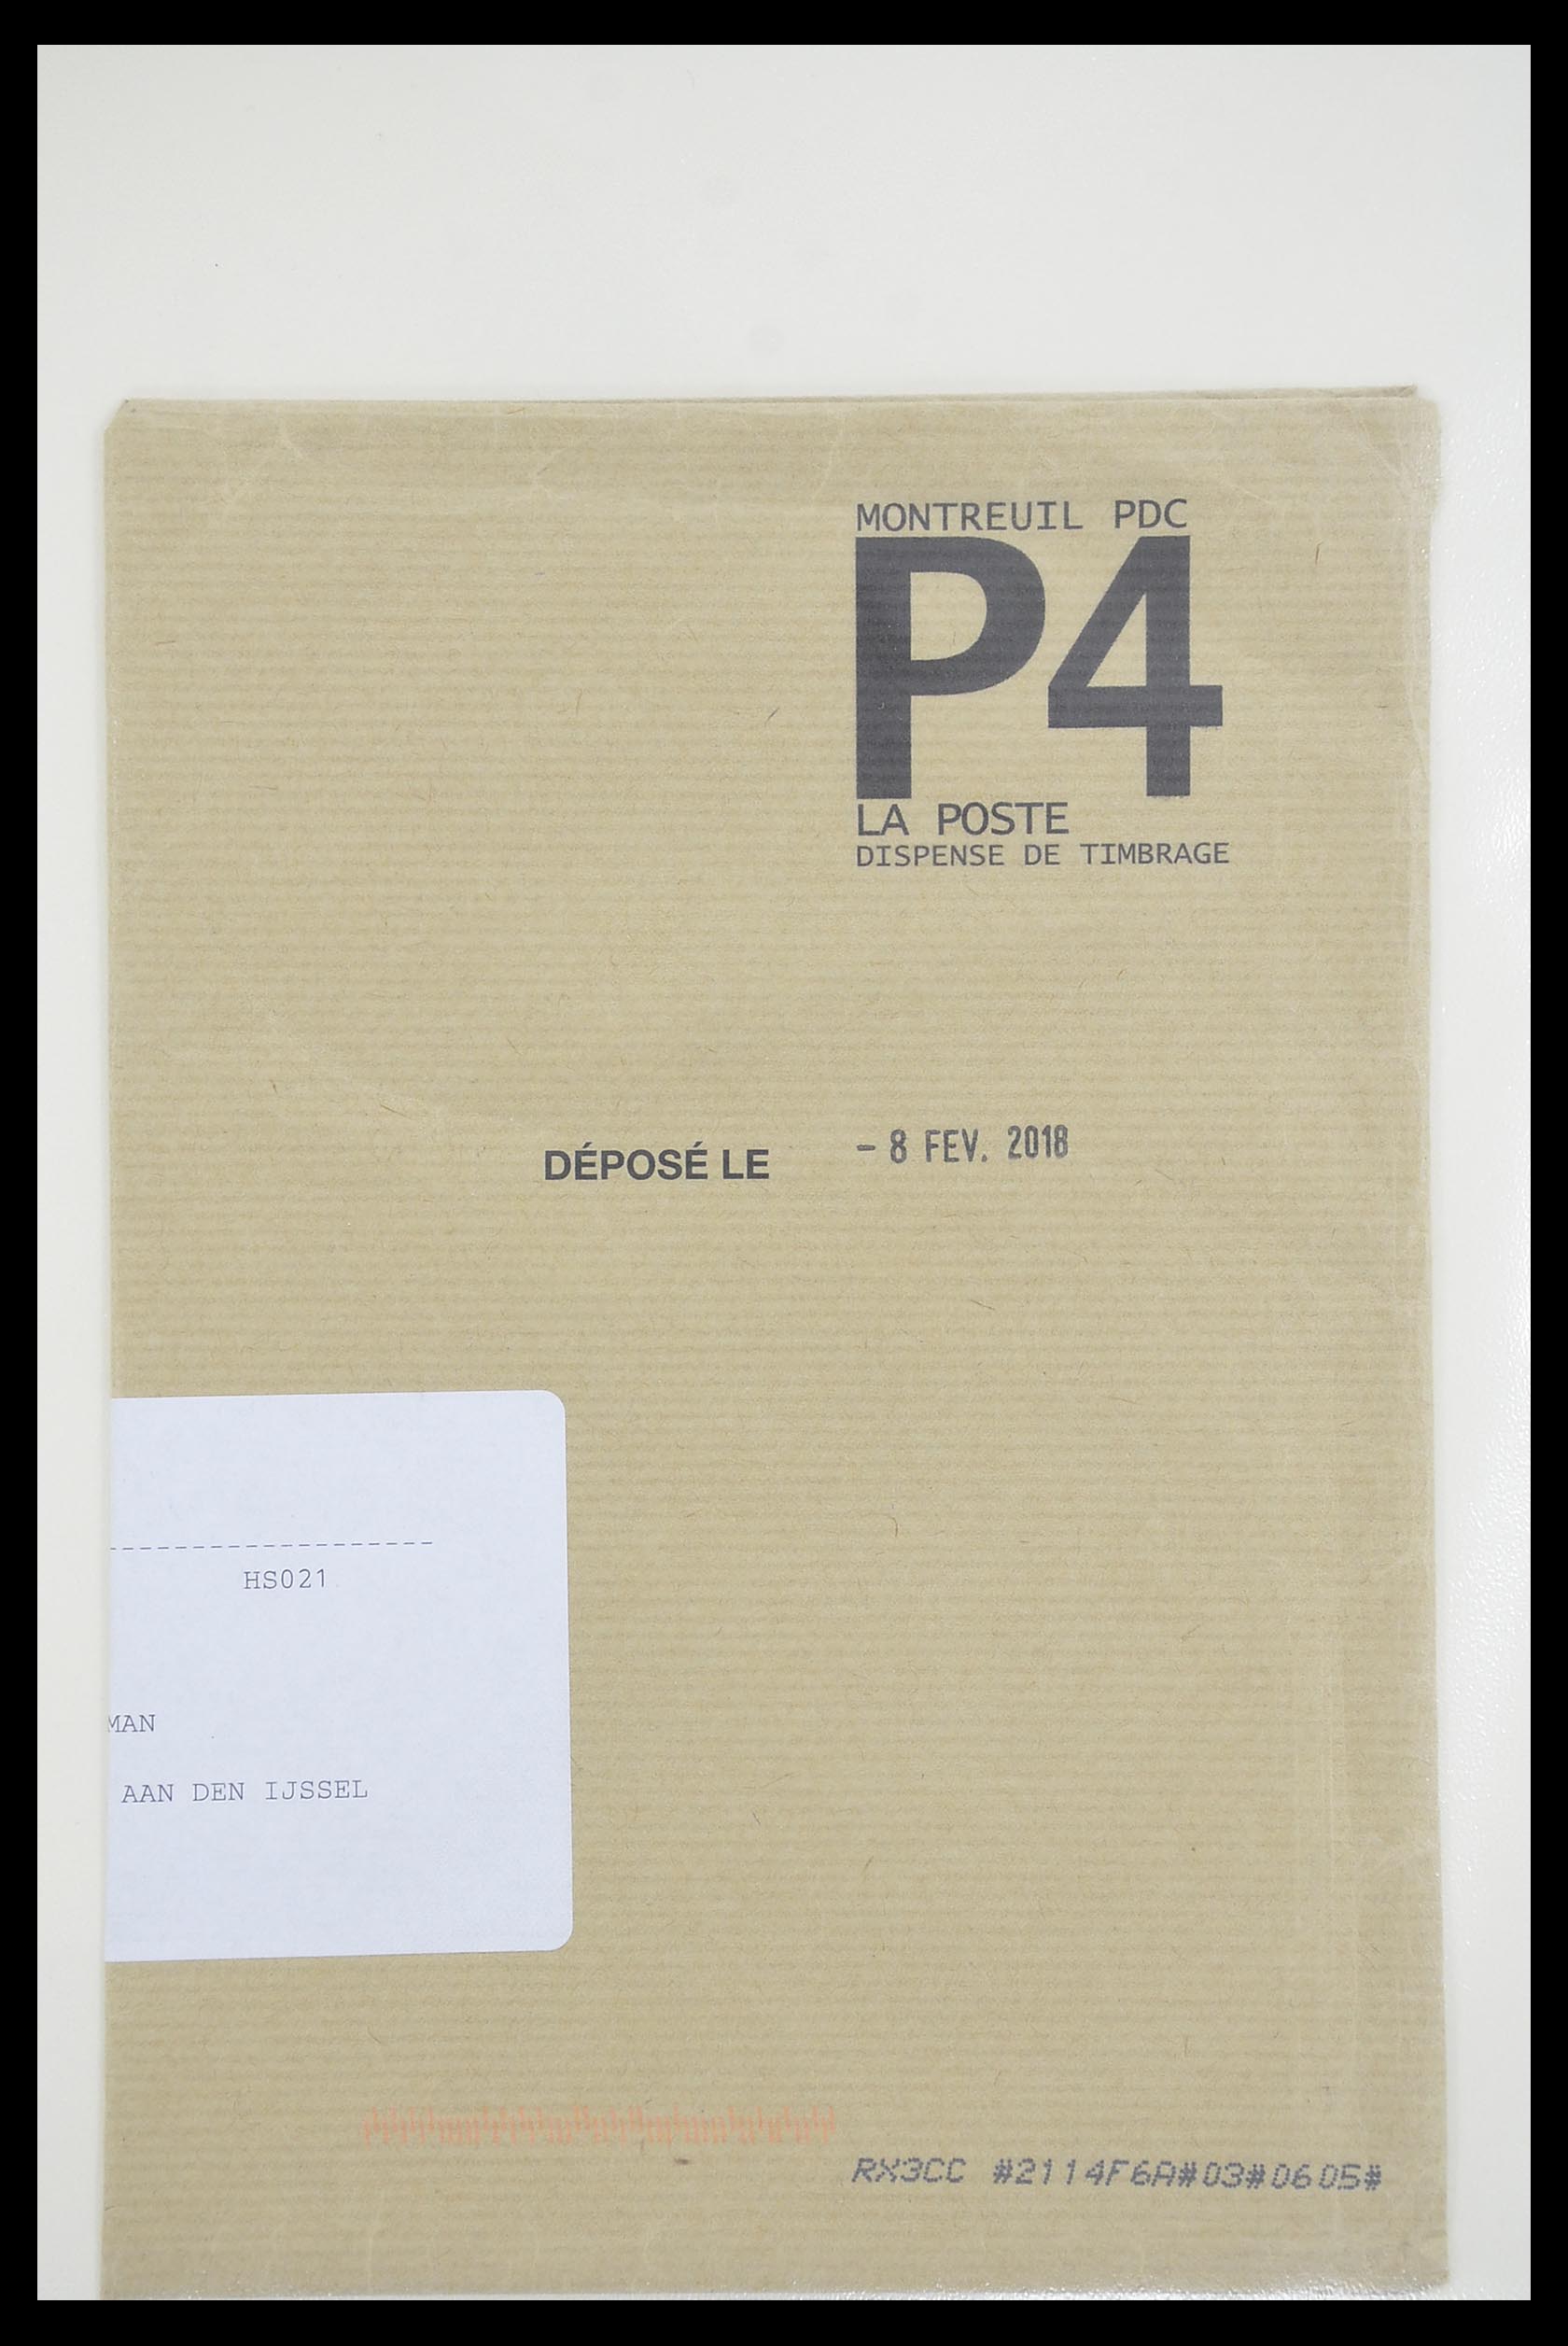 MONTREUIL PDC
P4
LA POSTE
DISPENSE DE TIMBRAGE
DÉPOSÉ LE - 8 FEV. 2018
--------------------
HS021
MAN
AAN DEN IJSSEL
RX3CC #2114F6A#03#0605#